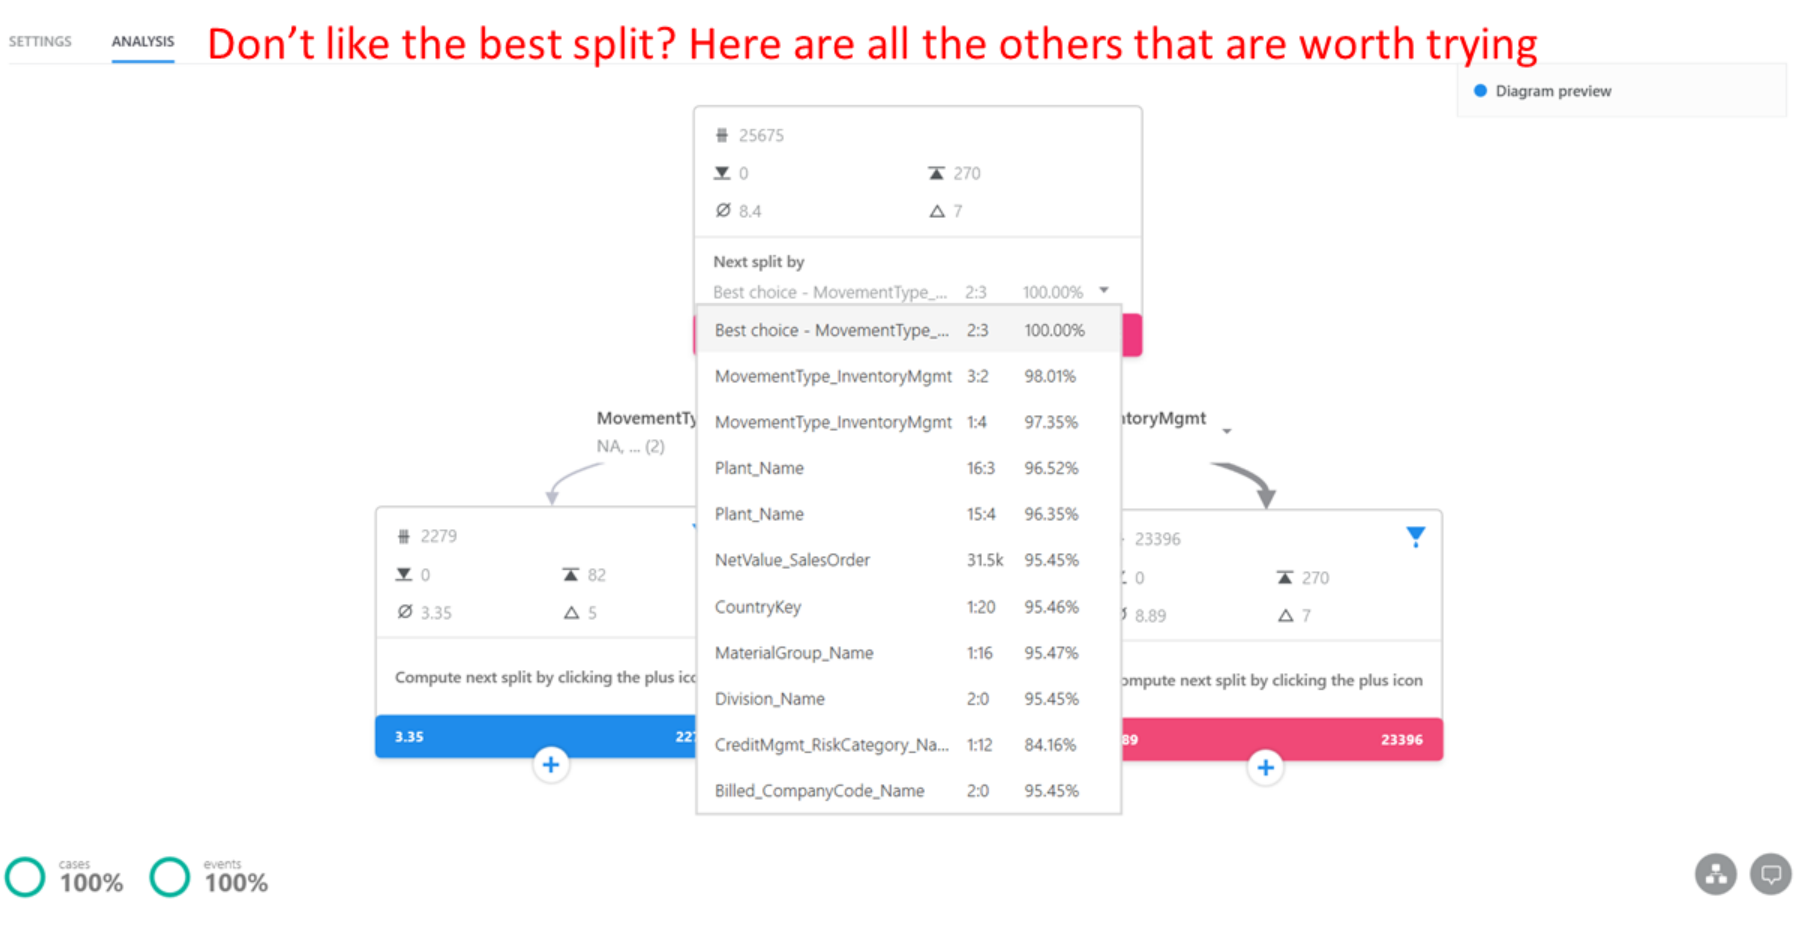 SETTINGS
ANALYSIS
Don't like the best split? Here are all the others that are worth trying
Diagram preview
25675
0
270
8.4
7
Next split by
Best choice - MovementType_... 2:3 100.00%
Best choice - MovementType_... 2:3 100.00%
MovementType_InventoryMgmt 3:2 98.01%
MovementType_InventoryMgmt 1:4 97.35%
Plant_Name 16:3 96.52%
Plant_Name 15:4 96.35%
NetValue_SalesOrder 31.5k 95.45%
CountryKey 1:20 95.46%
MaterialGroup_Name 1:16 95.47%
Division_Name 2:0 95.45%
CreditMgmt_RiskCategory_Na... 1:12 84.16%
Billed_CompanyCode_Name 2:0 95.45%
MovementTy
NA, ... (2)
ntoryMgmt
2279
0
82
3.35
5
Compute next split by clicking the plus ico
3.35
227
23396
0
270
8.89
7
ompute next split by clicking the plus icon
89
23396
cases
100%
events
100%